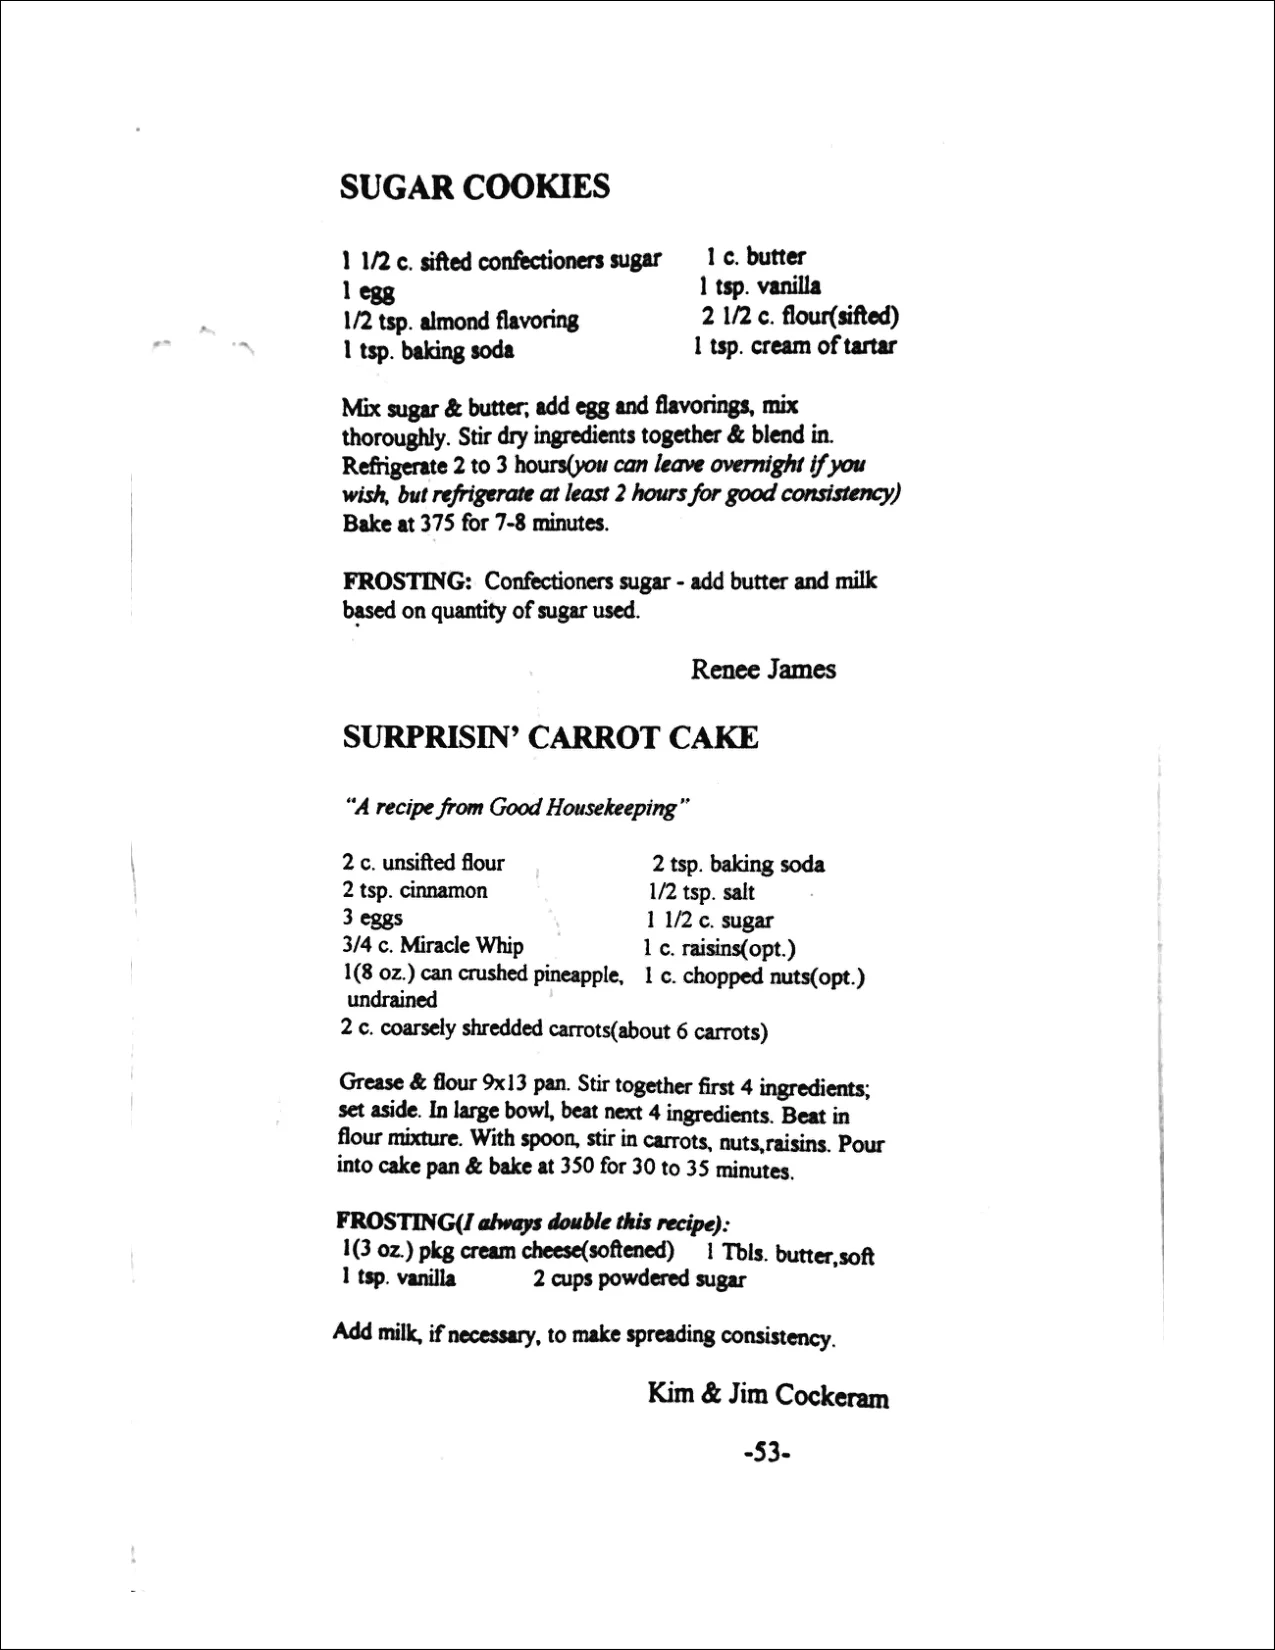 SUGAR COOKIES
1 1/2 c. sifted confectioners sugar 1 c. butter
1 egg 1 tsp. vanilla
1/2 tsp. almond flavoring 2 1/2 c. flour(sifted)
1 tsp. baking soda 1 tsp. cream of tartar
Mix sugar & butter; add egg and flavorings, mix
thoroughly. Stir dry ingredients together & blend in.
Refrigerate 2 to 3 hours(you can leave overnight if you
wish, but refrigerate at least 2 hours for good consistency)
Bake at 375 for 7-8 minutes.
FROSTING: Confectioners sugar - add butter and milk
based on quantity of sugar used.
Renee James
SURPRISIN' CARROT CAKE
"A recipe from Good Housekeeping"
2 c. unsifted flour 2 tsp. baking soda
2 tsp. cinnamon 1/2 tsp. salt
3 eggs 1 1/2 c. sugar
3/4 c. Miracle Whip 1 c. raisins(opt.)
1(8 oz.) can crushed pineapple, 1 c. chopped nuts(opt.)
undrained
2 c. coarsely shredded carrots(about 6 carrots)
Grease & flour 9x13 pan. Stir together first 4 ingredients;
set aside. In large bowl, beat next 4 ingredients. Beat in
flour mixture. With spoon, stir in carrots, nuts,raisins. Pour
into cake pan & bake at 350 for 30 to 35 minutes.
FROSTING(I always double this recipe):
1(3 oz.) pkg cream cheese(softened) 1 Tbls. butter,soft
1 tsp. vanilla 2 cups powdered sugar
Add milk, if necessary, to make spreading consistency.
Kim & Jim Cockeram
-53-